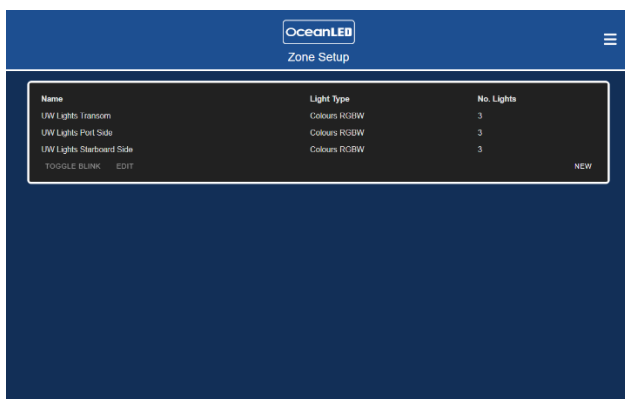 OceanLED
Zone Setup
Name Light Type No. Lights
UW Lights Transom Colours RGBW 3
UW Lights Port Side Colours RGBW 3
UW Lights Starboard Side Colours RGBW 3
TOGGLE BLINK EDIT NEW